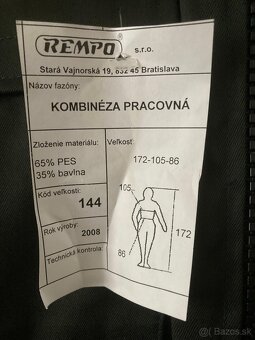 REMPO s.r.o.
Stará Vajnorská 19, 832 45 Bratislava
Názov fazóny:
KOMBINÉZA PRACOVNÁ
Zloženie materiálu:
65% PES
35% bavlna
Veľkosť
172-105-86
Kód veľkosti:
144
Rok výroby:
2008
Technická kontrola:
105
172
86
Bazos.sk